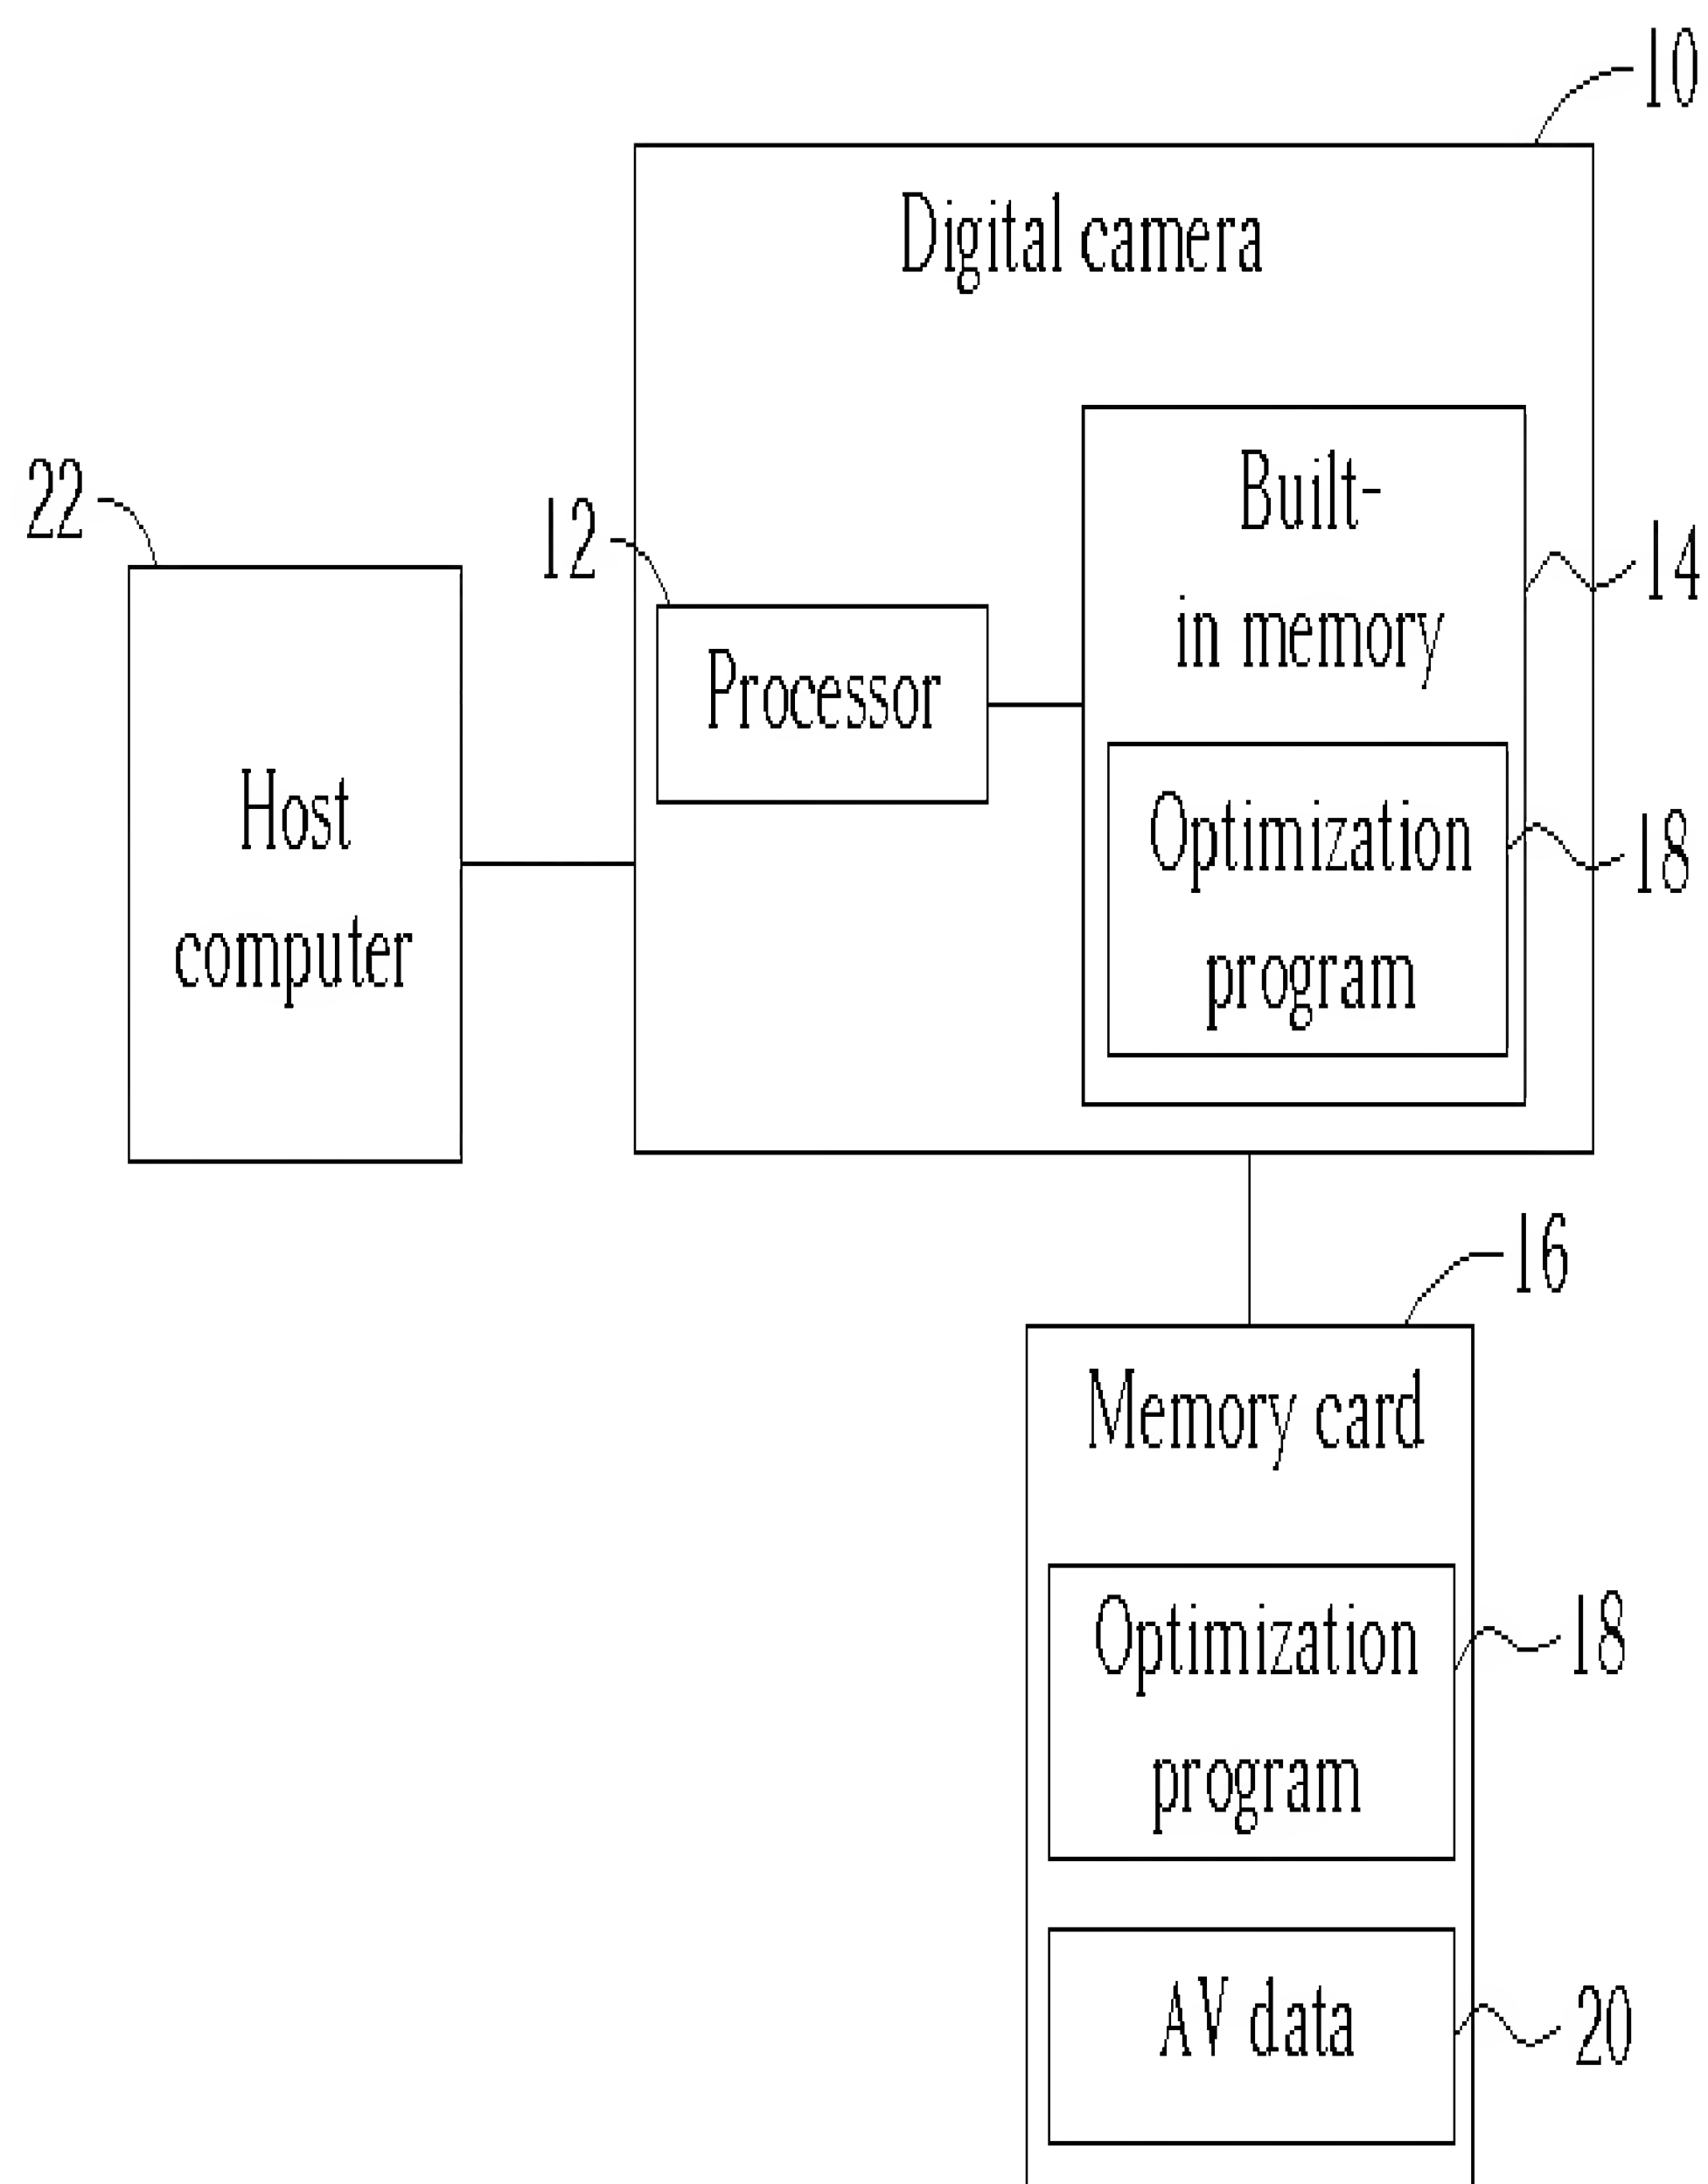 10
Digital camera
22
12
Built-
in memory
14
Processor
Host
computer
Optimization
program
18
16
Memory card
Optimization
program
18
AV data
20